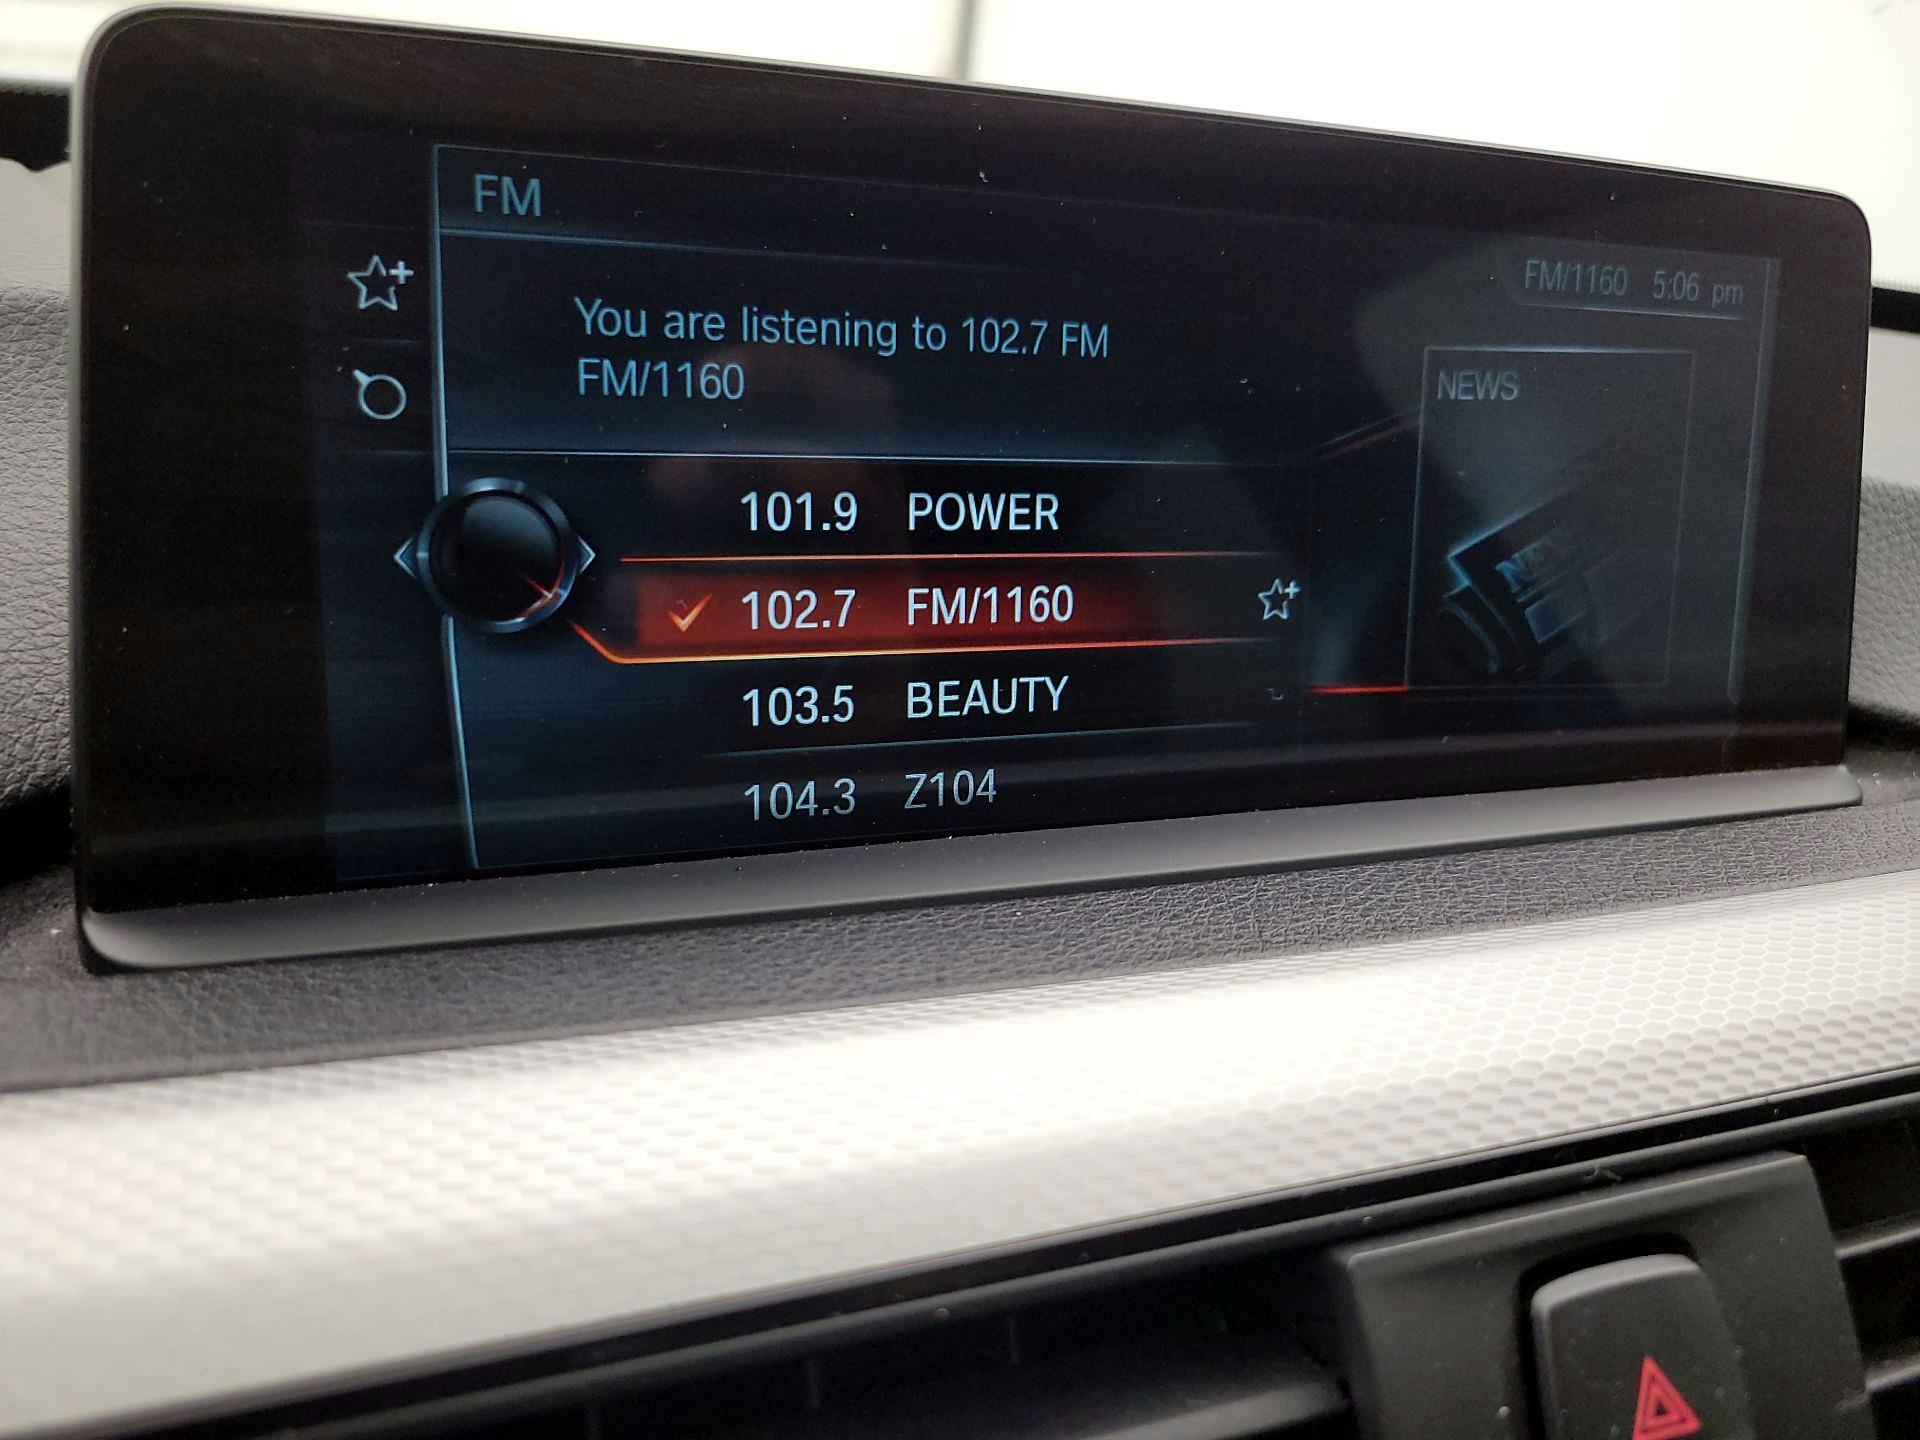 FM
FM/1160 5:06 pm
You are listening to 102.7 FM
FM/1160
NEWS
101.9 POWER
102.7 FM/1160
103.5 BEAUTY
104.3 Z104